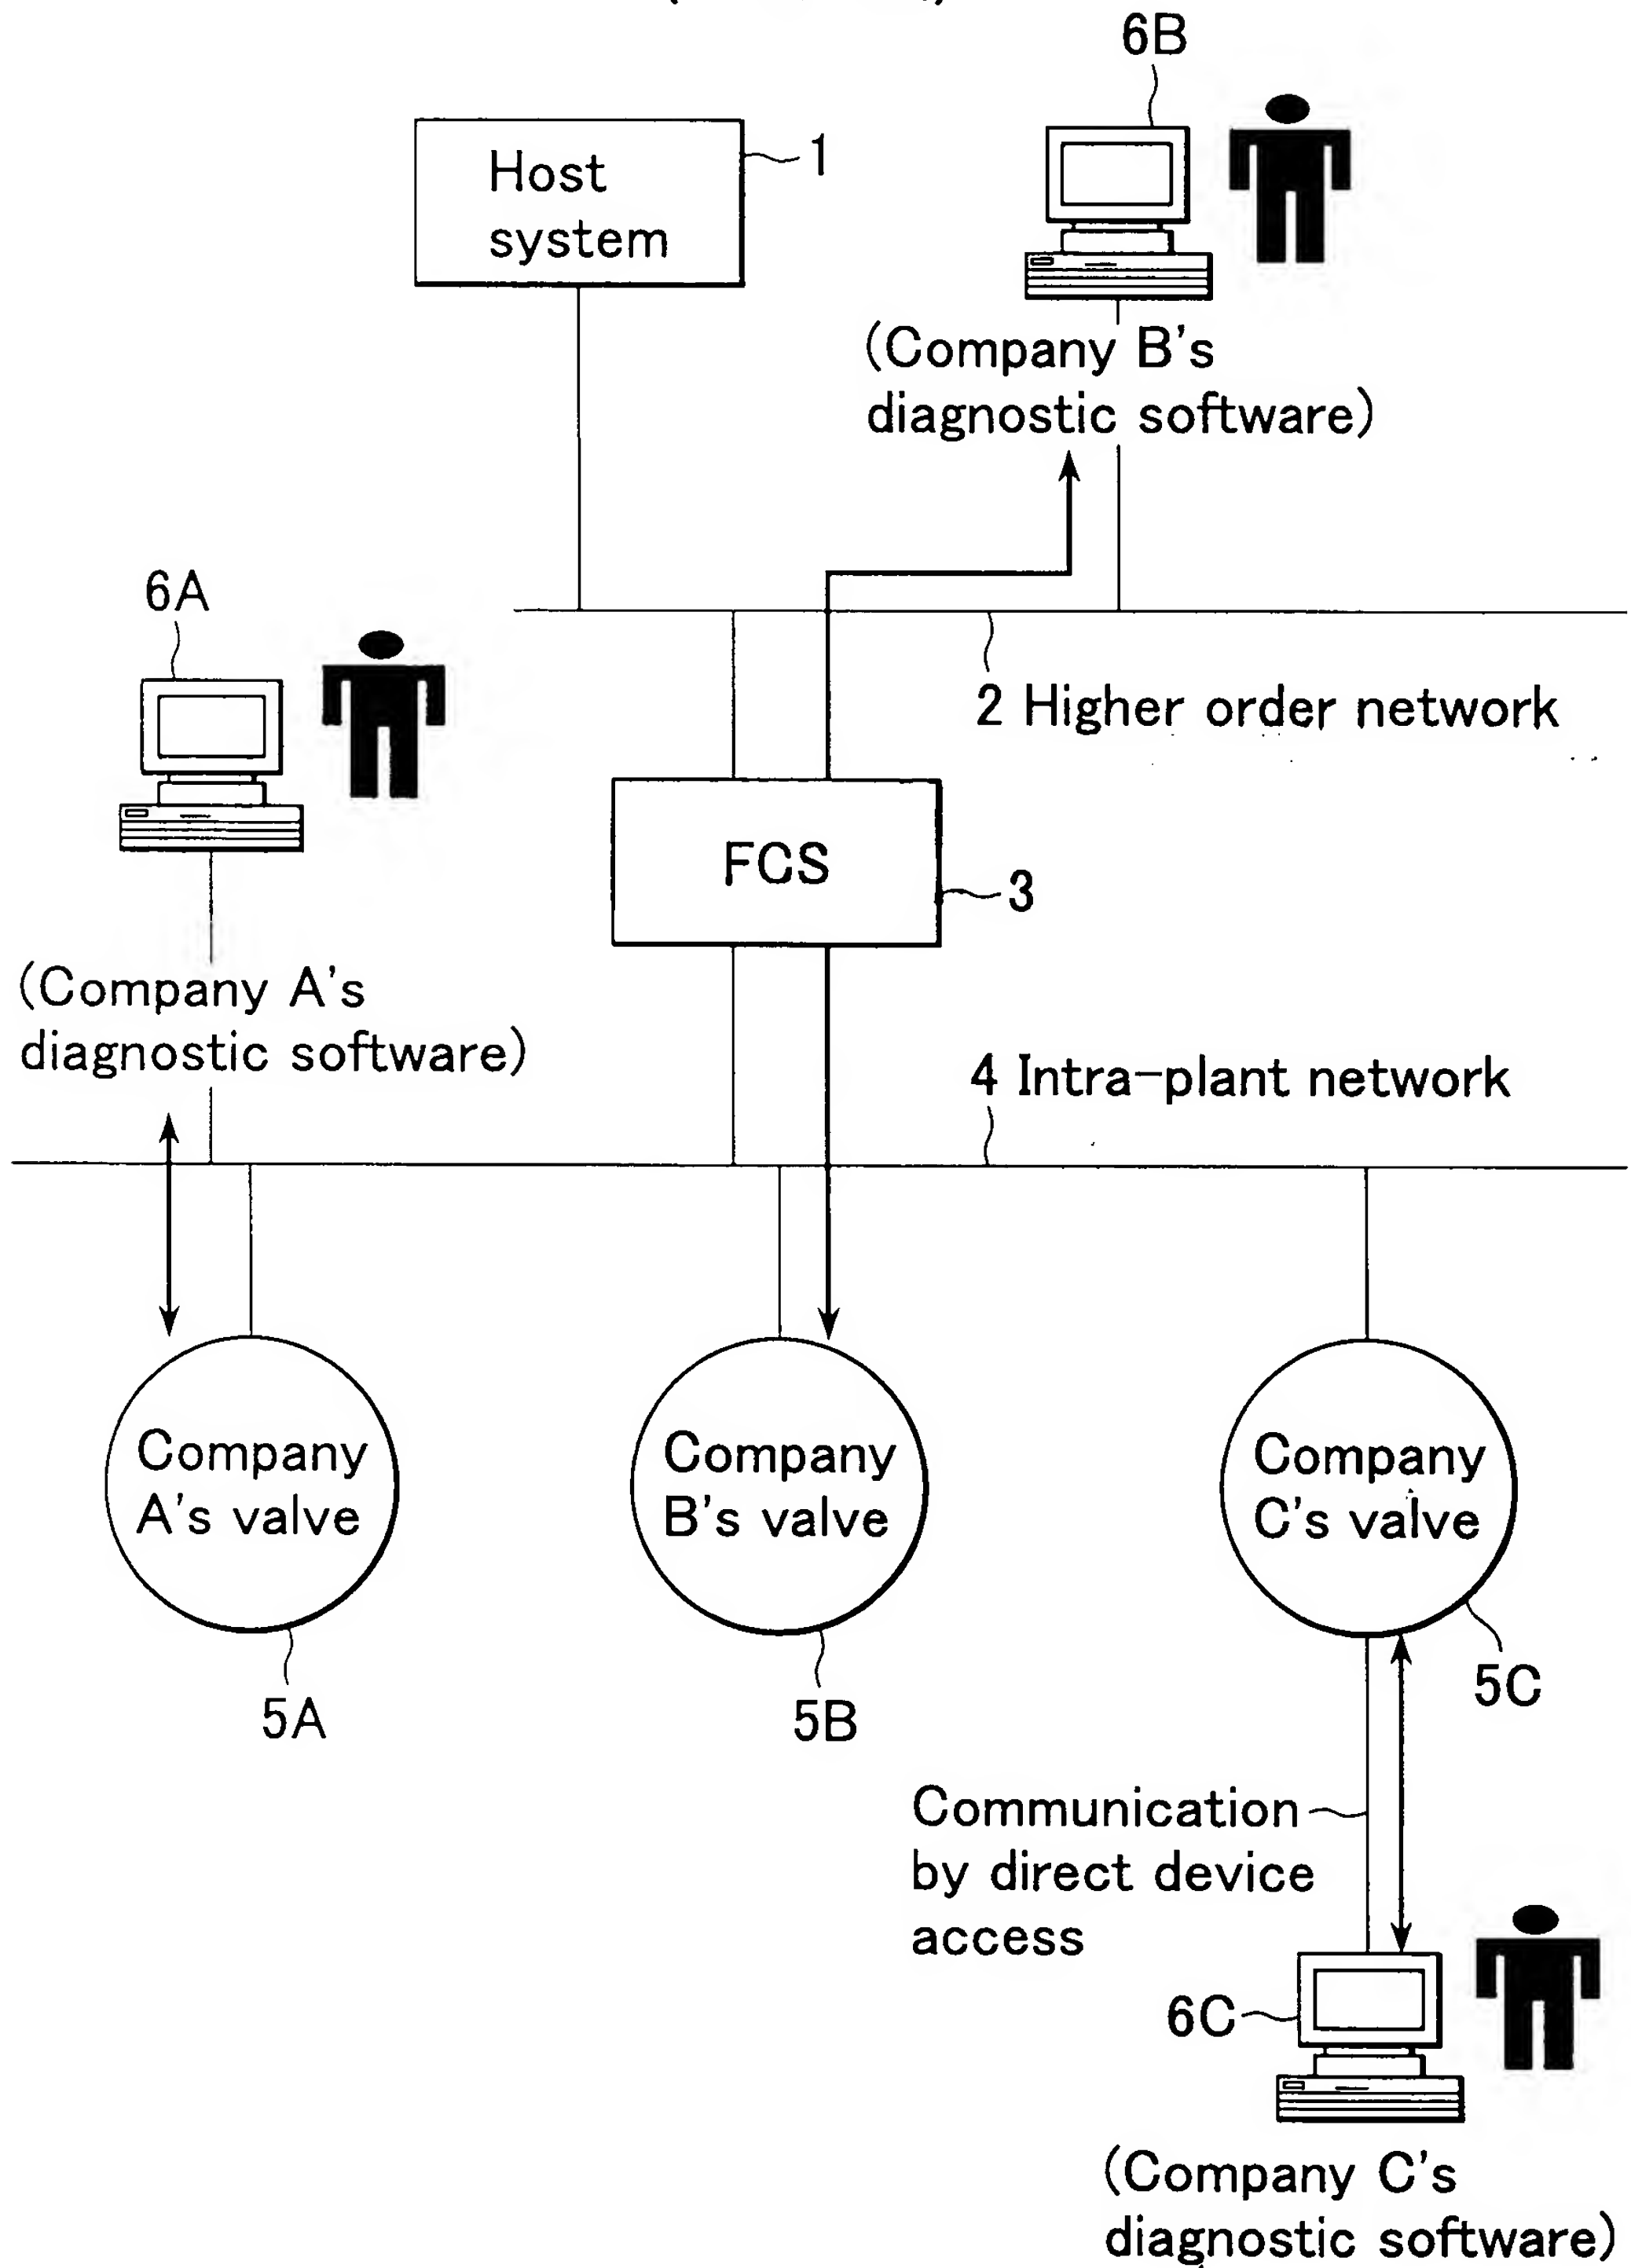 6B
Host
system
1
(Company B's
diagnostic software)
6A
2 Higher order network
FCS
3
(Company A's
diagnostic software)
4 Intra-plant network
Company
A's valve
Company
B's valve
Company
C's valve
5A
5B
5C
Communication
by direct device
access
6C
(Company C's
diagnostic software)